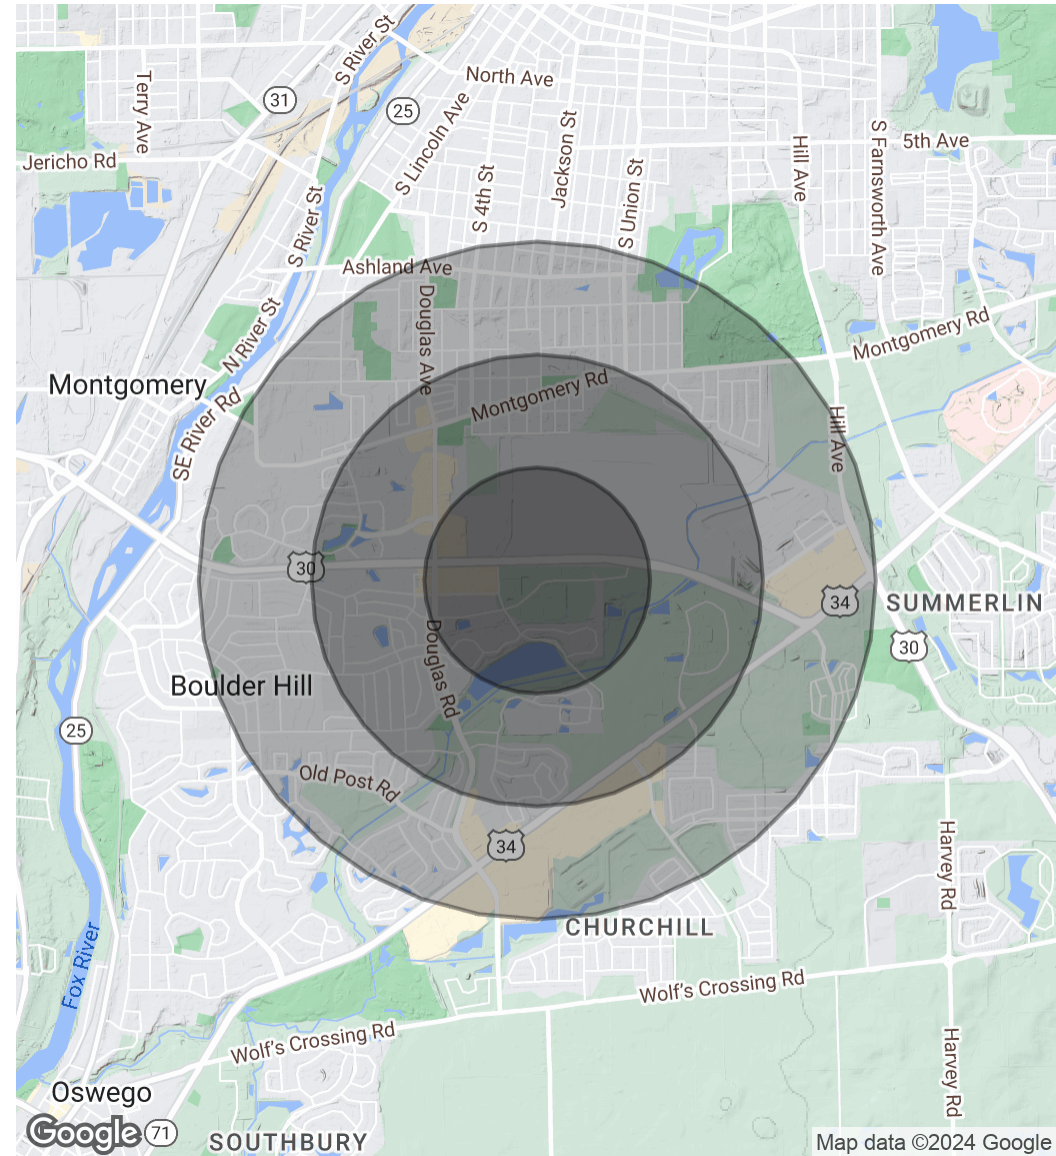 S River St
North Ave
Terry Ave
31
25
S Lincoln Ave
Jackson St
5th Ave
Hill Ave
S Farnsworth Ave
Jericho Rd
S 4th St
S Union St
S River St
Ashland Ave
Douglas Ave
N River St
Montgomery Rd
Montgomery
Montgomery Rd
SE River Rd
Hill Ave
30
34
SUMMERLIN
30
Douglas Rd
Boulder Hill
25
Old Post Rd
34
Harvey Rd
CHURCHILL
Fox River
Wolf's Crossing Rd
Wolf's Crossing Rd
Harvey Rd
Oswego
Google
71
SOUTHBURY
Map data ©2024 Google